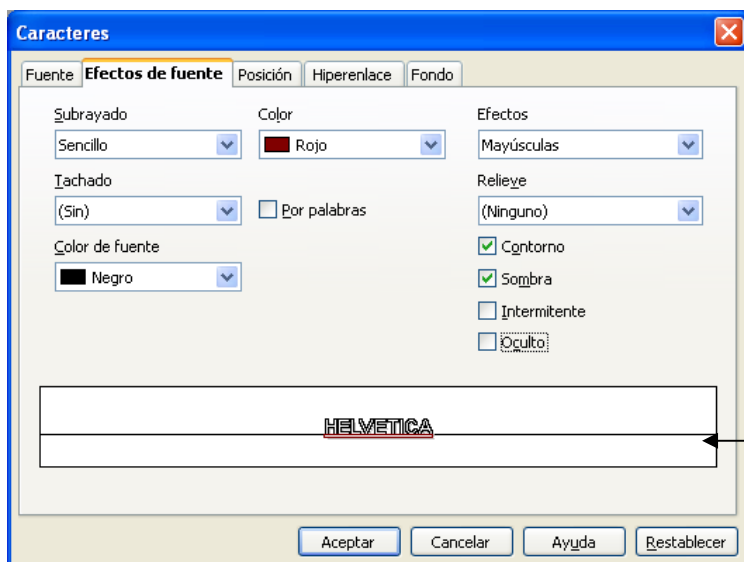 Caracteres
Fuente Efectos de fuente Posición Hiperenlace Fondo
Subrayado Color Efectos
Sencillo Rojo Mayúsculas
Tachado Relieve
(Sin) Por palabras (Ninguno)
Color de fuente Contorno
Negro Sombra
Intermitente
Oculto
HELVETICA
Aceptar Cancelar Ayuda Restablecer